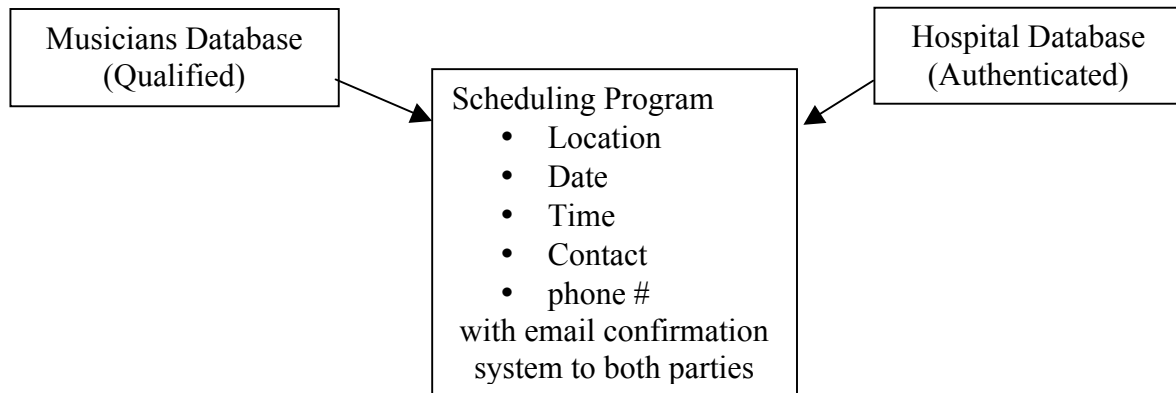 Musicians Database
(Qualified)
Hospital Database
(Authenticated)
Scheduling Program
• Location
• Date
• Time
• Contact
• phone #
with email confirmation
system to both parties